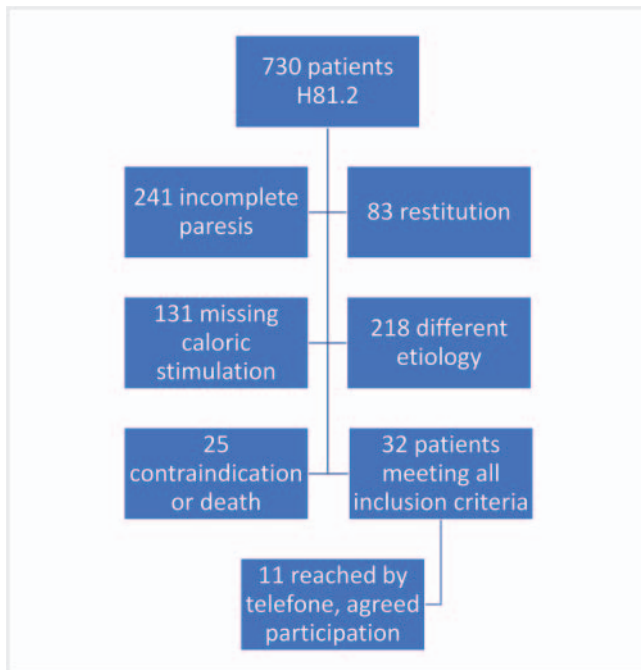 730 patients
H81.2
241 incomplete
paresis
83 restitution
131 missing
caloric
stimulation
218 different
etiology
25
contraindication
or death
32 patients
meeting all
inclusion criteria
11 reached by
telefone, agreed
participation